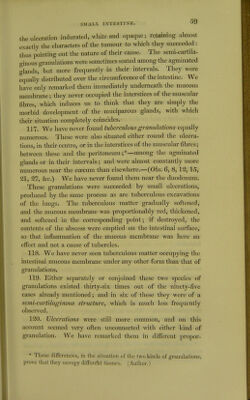 SMALL INTESTINE. 59
the ulceration indurated, white and opaque; retaining almost
exactly the characters of the tumour to which they succeeded:
thus pointing out the nature of their cause. The semi-cartila-
ginous granulations were sometimes seated among the agminated
glands, but more frequently in their intervals. They were
equally distributed over the circumference of the intestine. We
have only remarked them immediately underneath the mucous
membrane; they never occupied the interstices of the muscular
fibres, which induces us to think that they are simply the
morbid development of the muciparous glands, with which
their situation completely coincides.
117. We have never found tuberculous granulations equally
numerous. These were also situated either round the ulcera-
tions, in their centre, or in the interstices of the muscular fibres;
between these and the peritoneum;*—among the agminated
glands or in their intervals; and were almost constantly more
numerous near the cæcum than elsewhere.—(Obs. 6, 8, 12, 15,
21, 27, &c.) We have never found them near the duodenum.
These granulations were succeeded by small ulcerations,
produced by the same process as are tuberculous excavations
of the lungs. The tuberculous matter gradually softened,
and the mucous membrane was proportionably red, thickened,
and softened in the corresponding point; if destroyed, the
contents of the abscess were emptied on the intestinal surface,
so that inflammation of the mucous membrane was here an
effect and not a cause of tubercles.
118. We have never seen tuberculous matter occupying the
intestinal mucous membrane under any other form than that of
granulations.
119. Either separately or conjoined these two species of
granulations existed thirty-six times out of the ninety-five
cases already mentioned; and in six of these they were of a
semi-cartilaginous structure, which is much less frequently
observed.
120. Ulcerations were still more common, and on this
account seemed very often unconnected with either kind of
granulation. We have remarked them in different propor-
* These differences, in the situation of the two kinds of granulations,
prove that they occupy different tissues. (Author.)